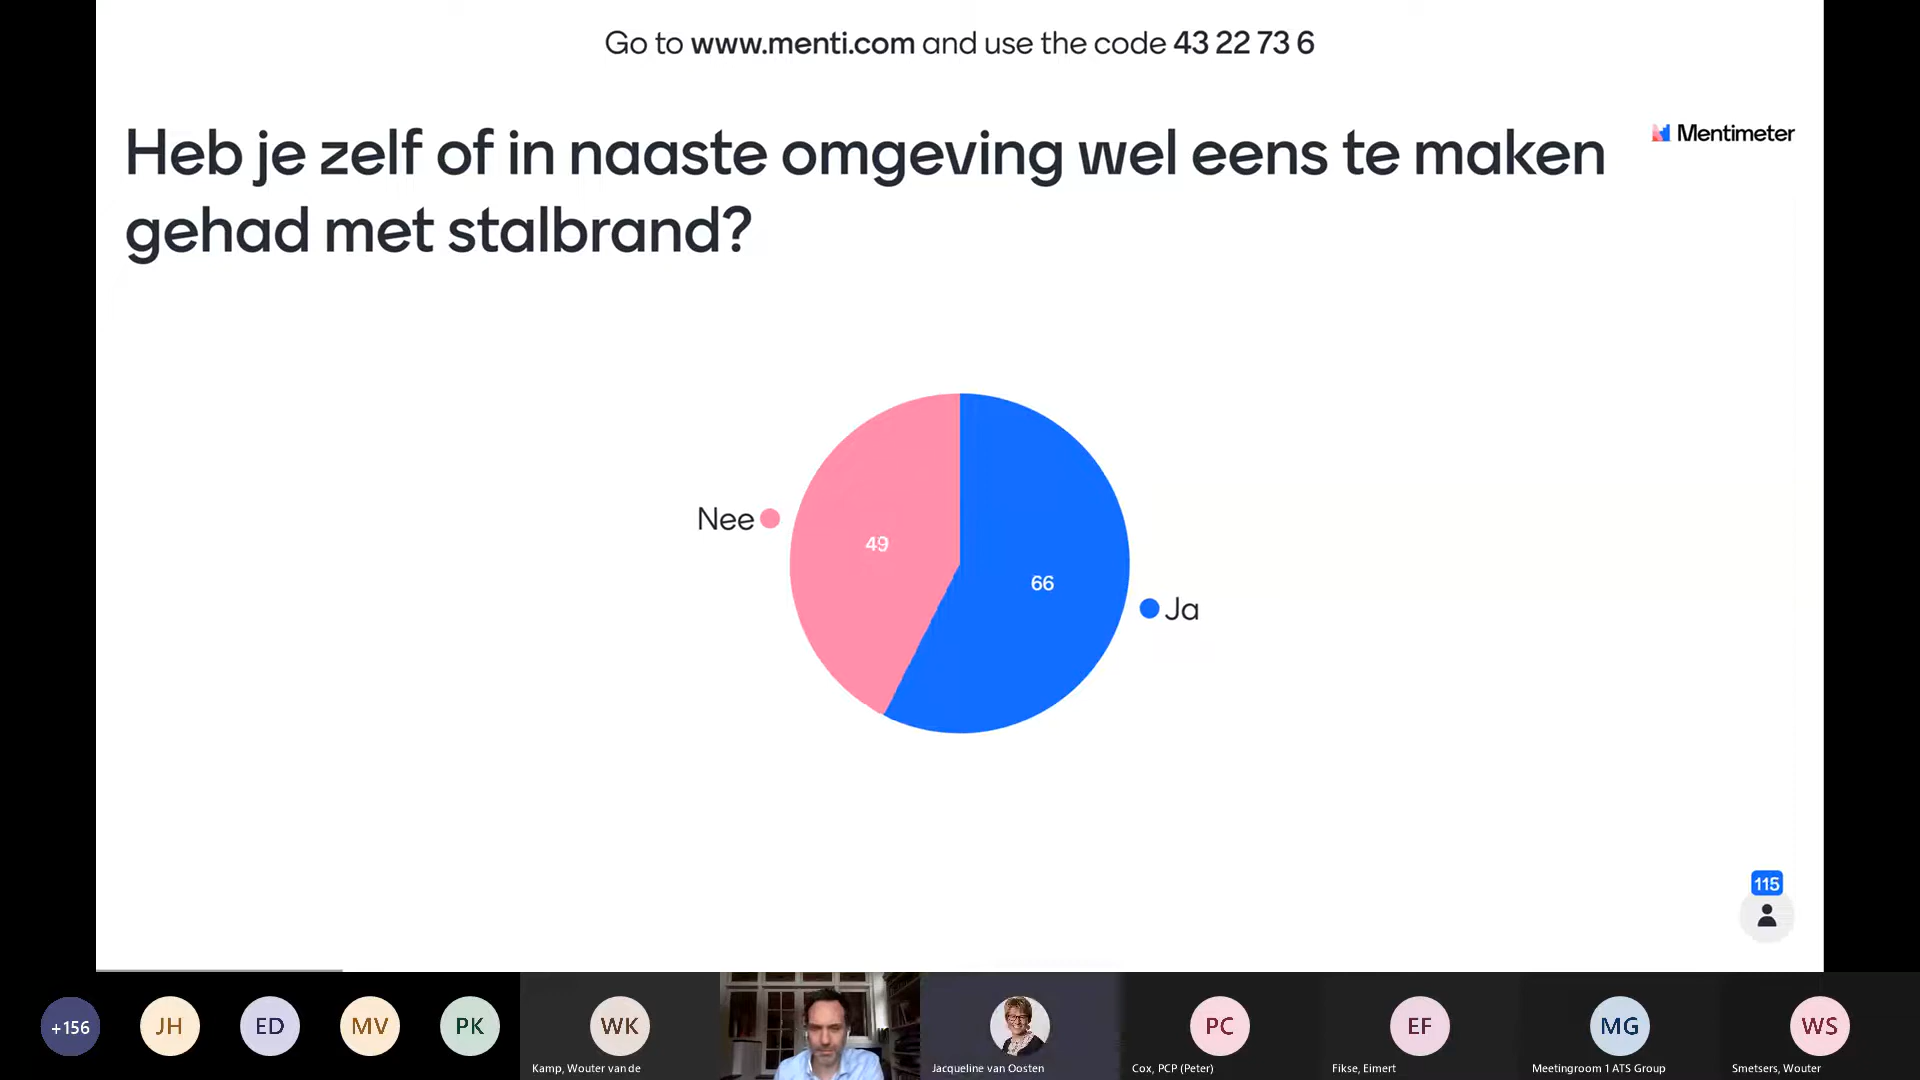 Go to www.menti.com and use the code 43 22 73 6
Mentimeter
Heb je zelf of in naaste omgeving wel eens te maken
gehad met stalbrand?
Nee
49
66
Ja
115
+156
JH
ED
MV
PK
WK
Kamp, Wouter van de
Jacqueline van Oosten
PC
Cox, PCP (Peter)
EF
Fikse, Eimert
MG
Meetingroom 1 ATS Group
WS
Smetsers, Wouter